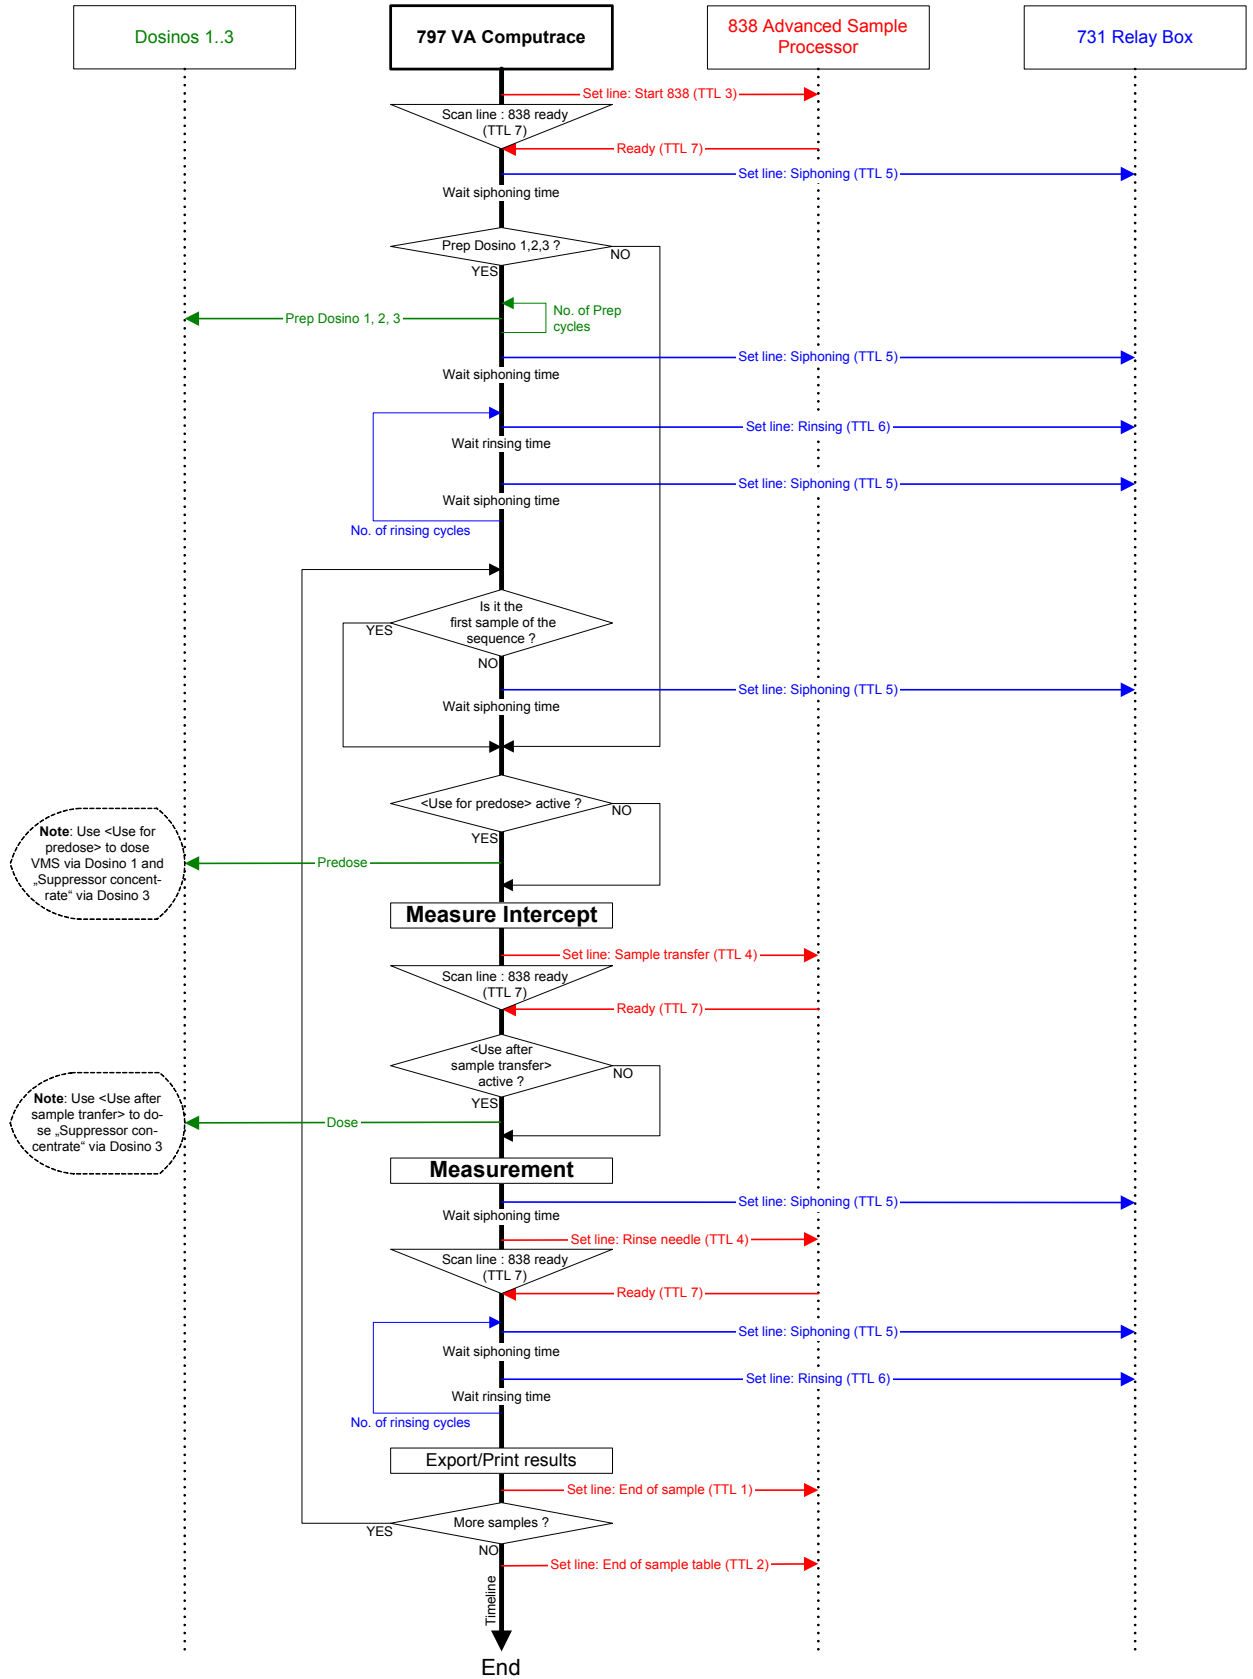 Dosinos 1..3
797 VA Computrace
838 Advanced Sample
Processor
731 Relay Box
Set line: Start 838 (TTL 3)
Scan line : 838 ready
(TTL 7)
Ready (TTL 7)
Set line: Siphoning (TTL 5)
Wait siphoning time
Prep Dosino 1,2,3 ?
NO
YES
No. of Prep
cycles
Prep Dosino 1, 2, 3
Set line: Siphoning (TTL 5)
Wait siphoning time
Set line: Rinsing (TTL 6)
Wait rinsing time
Set line: Siphoning (TTL 5)
Wait siphoning time
No. of rinsing cycles
Is it the
first sample of the
sequence ?
YES
NO
Set line: Siphoning (TTL 5)
Wait siphoning time
<Use for predose> active ?
NO
YES
Note: Use <Use for
predose> to dose
VMS via Dosino 1 and
„Suppressor concent-
rate“ via Dosino 3
Predose
Measure Intercept
Set line: Sample transfer (TTL 4)
Scan line : 838 ready
(TTL 7)
Ready (TTL 7)
<Use after
sample transfer>
active ?
NO
YES
Note: Use <Use after
sample tranfer> to do-
se „Suppressor con-
centrate“ via Dosino 3
Dose
Measurement
Set line: Siphoning (TTL 5)
Wait siphoning time
Set line: Rinse needle (TTL 4)
Scan line : 838 ready
(TTL 7)
Ready (TTL 7)
Set line: Siphoning (TTL 5)
Wait siphoning time
Set line: Rinsing (TTL 6)
Wait rinsing time
No. of rinsing cycles
Export/Print results
Set line: End of sample (TTL 1)
More samples ?
YES
NO
Set line: End of sample table (TTL 2)
Timeline
End